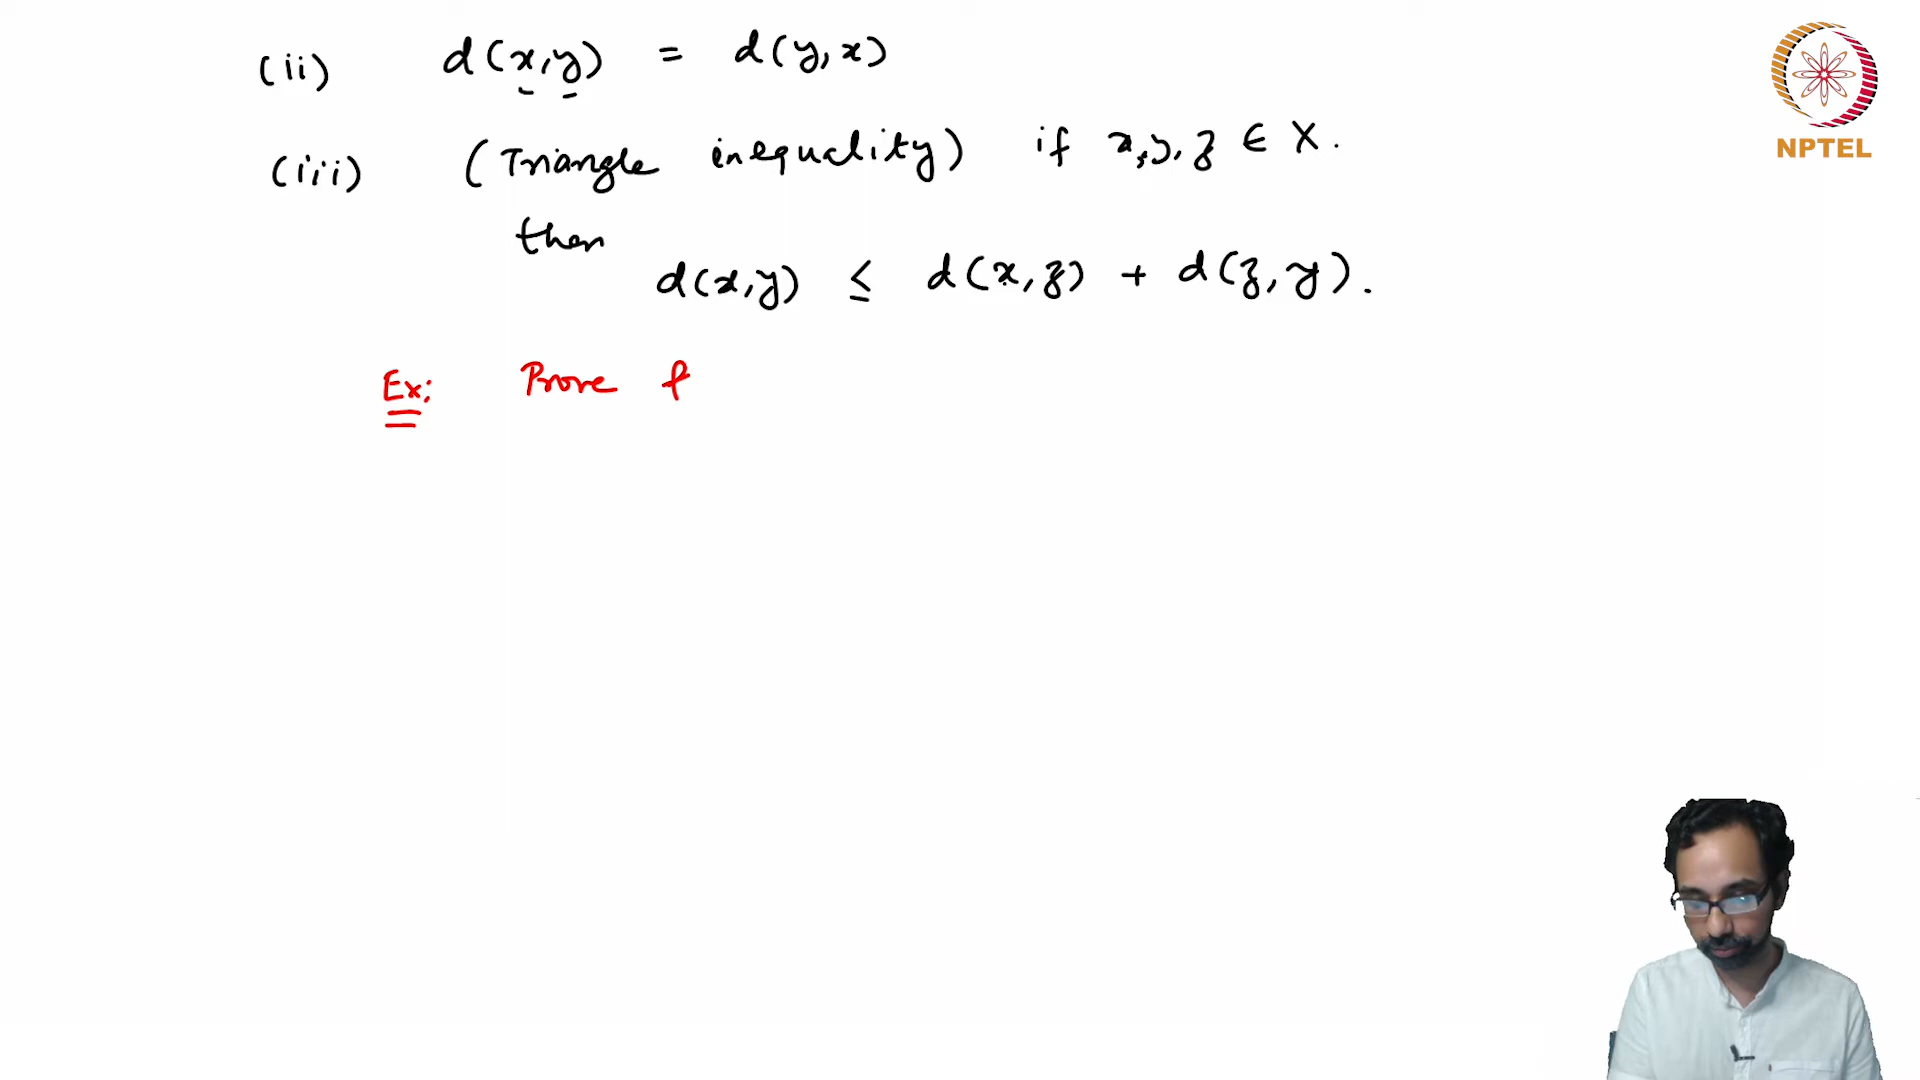 (ii) d(x,y) = d(y,x)
(iii) (Triangle inequality) if x,y,z ∈ X.
then
d(x,y) ≤ d(x,z) + d(z,y).
Ex: Prove f
NPTEL